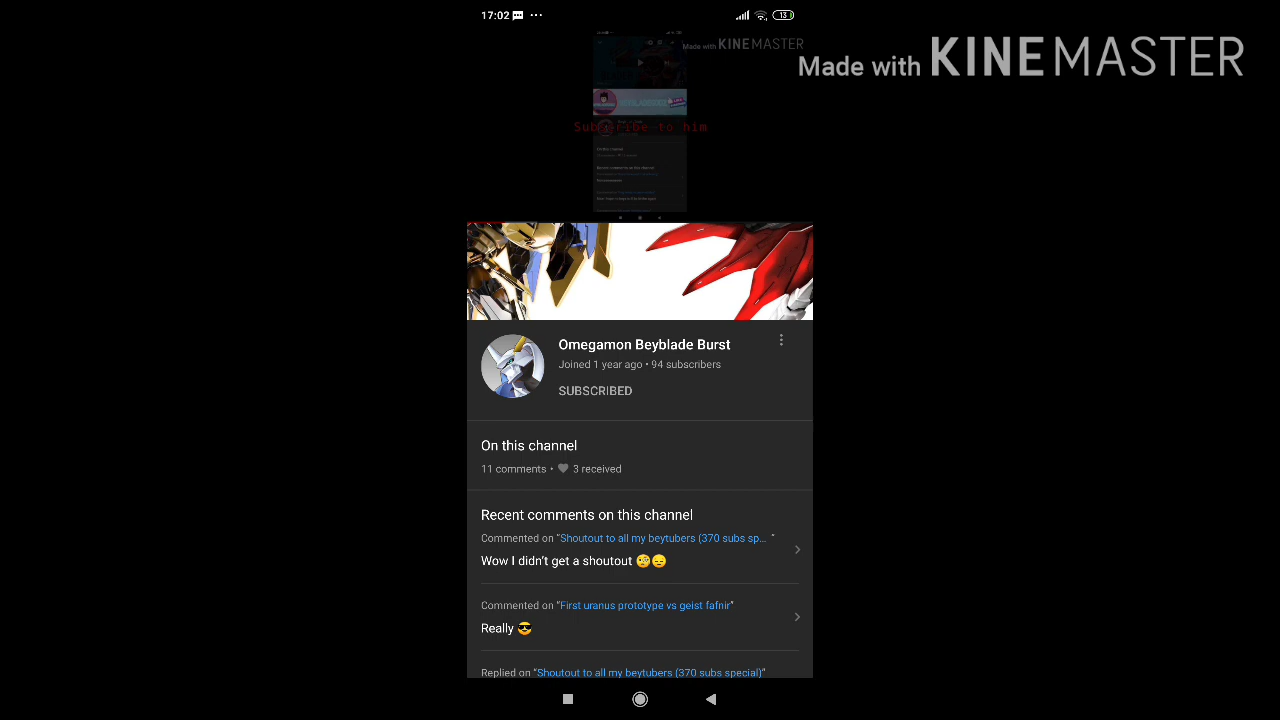 17:02
13
Made with KINEMASTER
Made with KINEMASTER
Subscribe to him
Omegamon Beyblade Burst
Joined 1 year ago • 94 subscribers
SUBSCRIBED
On this channel
11 comments • 3 received
Recent comments on this channel
Commented on “Shoutout to all my beytubers (370 subs sp... ”
Wow I didn’t get a shoutout 🧐😑
Commented on “First uranus prototype vs geist fafnir”
Really 😎
Replied on “Shoutout to all my beytubers (370 subs special)”